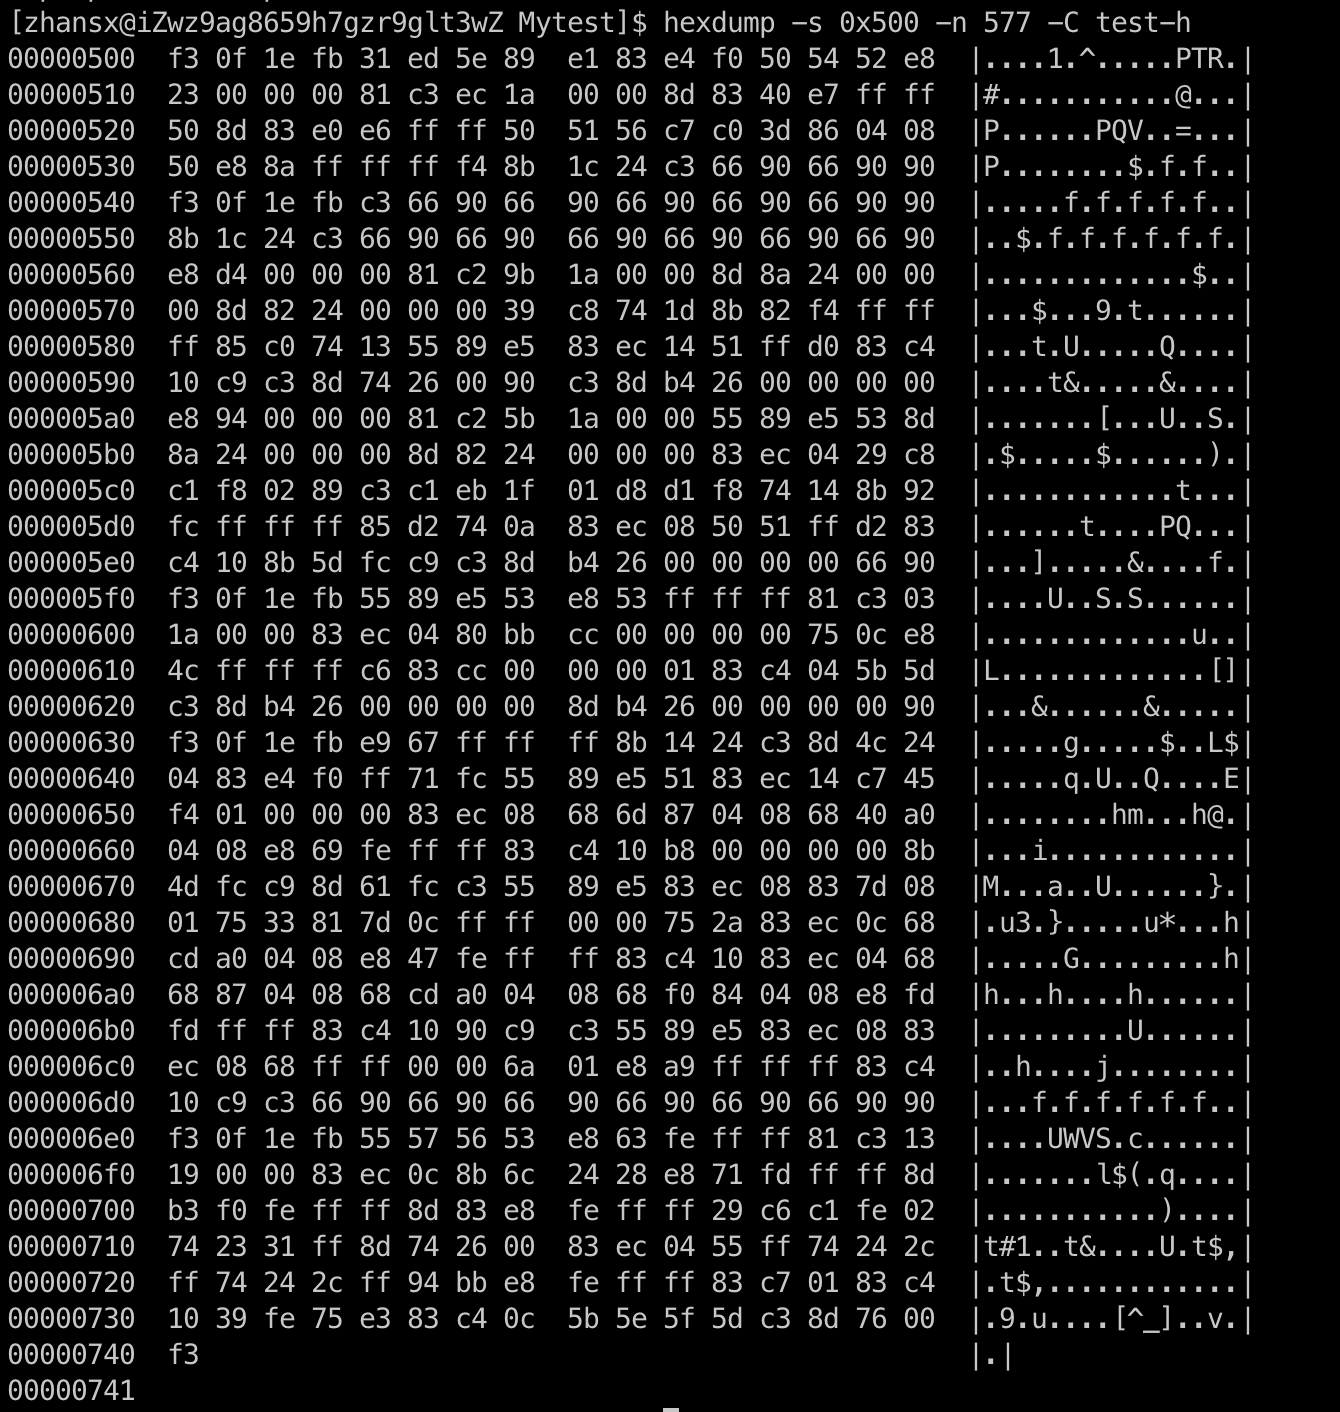 [zhansx@iZwz9ag8659h7gzr9glt3wZ Mytest]$ hexdump -s 0x500 -n 577 -C test-h
00000500  f3 0f 1e fb 31 ed 5e 89  e1 83 e4 f0 50 54 52 e8  |....1.^.....PTR.|
00000510  23 00 00 00 81 c3 ec 1a  00 00 8d 83 40 e7 ff ff  |#...........@...|
00000520  50 8d 83 e0 e6 ff ff 50  51 56 c7 c0 3d 86 04 08  |P......PQV..=...|
00000530  50 e8 8a ff ff ff f4 8b  1c 24 c3 66 90 66 90 90  |P........$.f.f..|
00000540  f3 0f 1e fb c3 66 90 66  90 66 90 66 90 66 90 90  |.....f.f.f.f.f..|
00000550  8b 1c 24 c3 66 90 66 90  66 90 66 90 66 90 66 90  |..$.f.f.f.f.f.f.|
00000560  e8 d4 00 00 00 81 c2 9b  1a 00 00 8d 8a 24 00 00  |.............$..|
00000570  00 8d 82 24 00 00 00 39  c8 74 1d 8b 82 f4 ff ff  |...$...9.t......|
00000580  ff 85 c0 74 13 55 89 e5  83 ec 14 51 ff d0 83 c4  |...t.U.....Q....|
00000590  10 c9 c3 8d 74 26 00 90  c3 8d b4 26 00 00 00 00  |....t&.....&....|
000005a0  e8 94 00 00 00 81 c2 5b  1a 00 00 55 89 e5 53 8d  |.......[...U..S.|
000005b0  8a 24 00 00 00 8d 82 24  00 00 00 83 ec 04 29 c8  |.$.....$......).|
000005c0  c1 f8 02 89 c3 c1 eb 1f  01 d8 d1 f8 74 14 8b 92  |............t...|
000005d0  fc ff ff ff 85 d2 74 0a  83 ec 08 50 51 ff d2 83  |......t....PQ...|
000005e0  c4 10 8b 5d fc c9 c3 8d  b4 26 00 00 00 00 66 90  |...].....&....f.|
000005f0  f3 0f 1e fb 55 89 e5 53  e8 53 ff ff ff 81 c3 03  |....U..S.S......|
00000600  1a 00 00 83 ec 04 80 bb  cc 00 00 00 00 75 0c e8  |.............u..|
00000610  4c ff ff ff c6 83 cc 00  00 00 01 83 c4 04 5b 5d  |L.............[]|
00000620  c3 8d b4 26 00 00 00 00  8d b4 26 00 00 00 00 90  |...&......&.....|
00000630  f3 0f 1e fb e9 67 ff ff  ff 8b 14 24 c3 8d 4c 24  |.....g.....$..L$|
00000640  04 83 e4 f0 ff 71 fc 55  89 e5 51 83 ec 14 c7 45  |.....q.U..Q....E|
00000650  f4 01 00 00 00 83 ec 08  68 6d 87 04 08 68 40 a0  |........hm...h@.|
00000660  04 08 e8 69 fe ff ff 83  c4 10 b8 00 00 00 00 8b  |...i............|
00000670  4d fc c9 8d 61 fc c3 55  89 e5 83 ec 08 83 7d 08  |M...a..U......}.|
00000680  01 75 33 81 7d 0c ff ff  00 00 75 2a 83 ec 0c 68  |.u3.}.....u*...h|
00000690  cd a0 04 08 e8 47 fe ff  ff 83 c4 10 83 ec 04 68  |.....G.........h|
000006a0  68 87 04 08 68 cd a0 04  08 68 f0 84 04 08 e8 fd  |h...h....h......|
000006b0  fd ff ff 83 c4 10 90 c9  c3 55 89 e5 83 ec 08 83  |.........U......|
000006c0  ec 08 68 ff ff 00 00 6a  01 e8 a9 ff ff ff 83 c4  |..h....j........|
000006d0  10 c9 c3 66 90 66 90 66  90 66 90 66 90 66 90 90  |...f.f.f.f.f.f..|
000006e0  f3 0f 1e fb 55 57 56 53  e8 63 fe ff ff 81 c3 13  |....UWVS.c......|
000006f0  19 00 00 83 ec 0c 8b 6c  24 28 e8 71 fd ff ff 8d  |.......l$(.q....|
00000700  b3 f0 fe ff ff 8d 83 e8  fe ff ff 29 c6 c1 fe 02  |...........)....|
00000710  74 23 31 ff 8d 74 26 00  83 ec 04 55 ff 74 24 2c  |t#1..t&....U.t$,|
00000720  ff 74 24 2c ff 94 bb e8  fe ff ff 83 c7 01 83 c4  |.t$,............|
00000730  10 39 fe 75 e3 83 c4 0c  5b 5e 5f 5d c3 8d 76 00  |.9.u....[^_]..v.|
00000740  f3                                                |.|
00000741